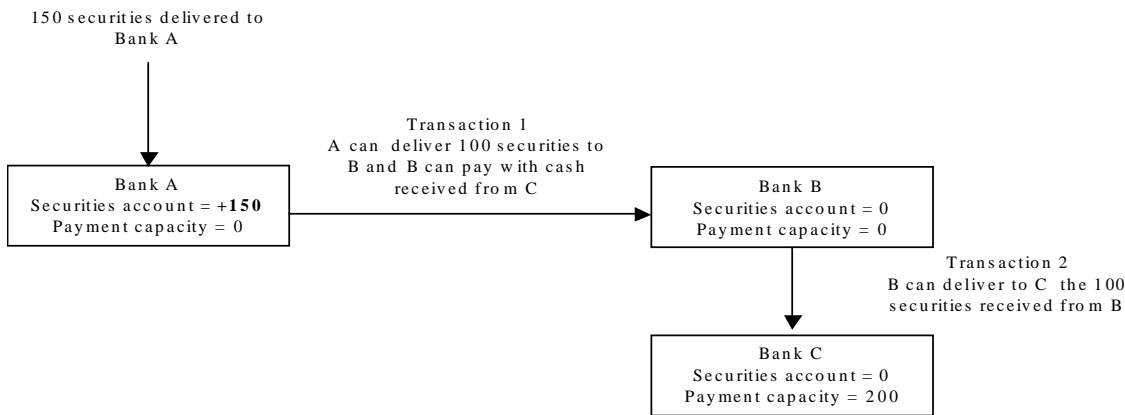 150 securities delivered to
Bank A
Transaction 1
A can deliver 100 securities to
B and B can pay with cash
received from C
Bank A
Securities account = +150
Payment capacity = 0
Bank B
Securities account = 0
Payment capacity = 0
Transaction 2
B can deliver to C the 100
securities received from B
Bank C
Securities account = 0
Payment capacity = 200